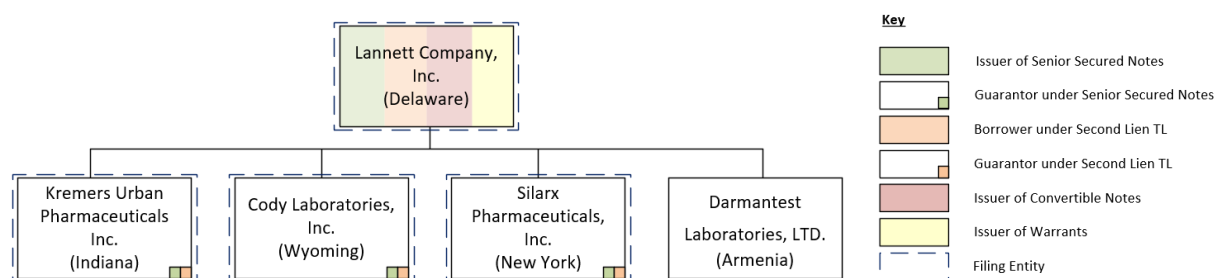 Lannett Company,
Inc.
(Delaware)
Kremers Urban
Pharmaceuticals
Inc.
(Indiana)
Cody Laboratories,
Inc.
(Wyoming)
Silarx
Pharmaceuticals,
Inc.
(New York)
Darmantest
Laboratories, LTD.
(Armenia)
Key
Issuer of Senior Secured Notes
Guarantor under Senior Secured Notes
Borrower under Second Lien TL
Guarantor under Second Lien TL
Issuer of Convertible Notes
Issuer of Warrants
Filing Entity